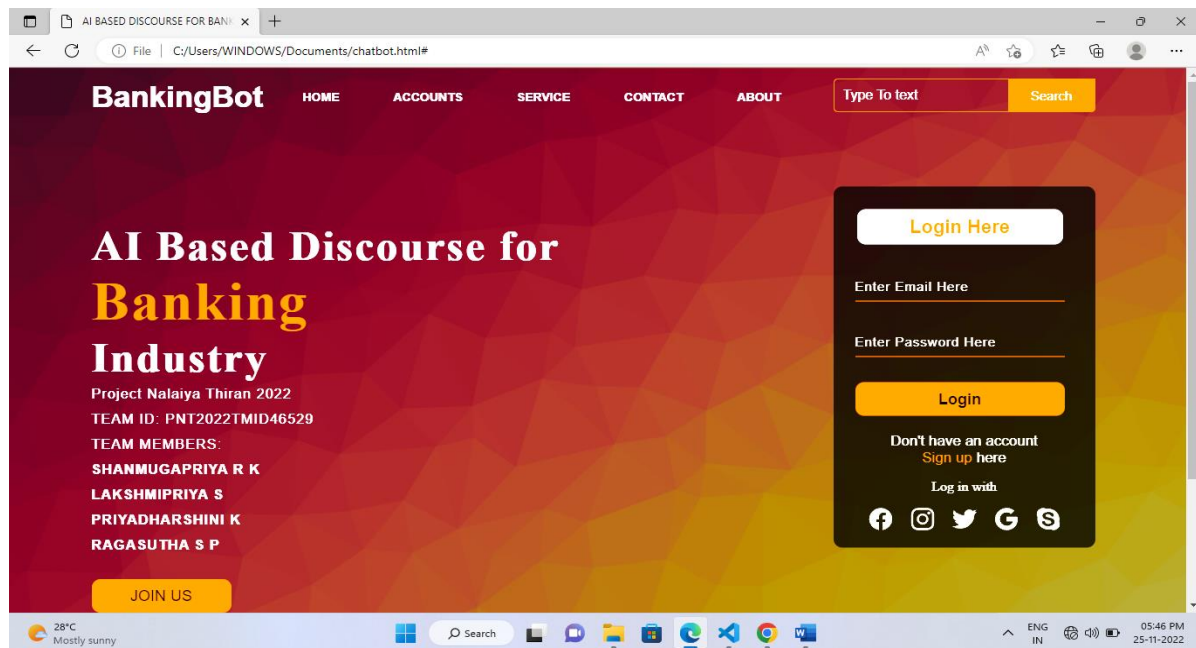 AI BASED DISCOURSE FOR BANK
File | C:/Users/WINDOWS/Documents/chatbot.html#
BankingBot HOME ACCOUNTS SERVICE CONTACT ABOUT Type To text Search
AI Based Discourse for
Banking
Industry
Project Nalaiya Thiran 2022
TEAM ID: PNT2022TMID46529
TEAM MEMBERS:
SHANMUGAPRIYA R K
LAKSHMIPRIYA S
PRIYADHARSHINI K
RAGASUTHA S P
JOIN US
Login Here
Enter Email Here
Enter Password Here
Login
Don't have an account
Sign up here
Log in with
28°C
Mostly sunny
Search
ENG
IN
05:46 PM
25-11-2022